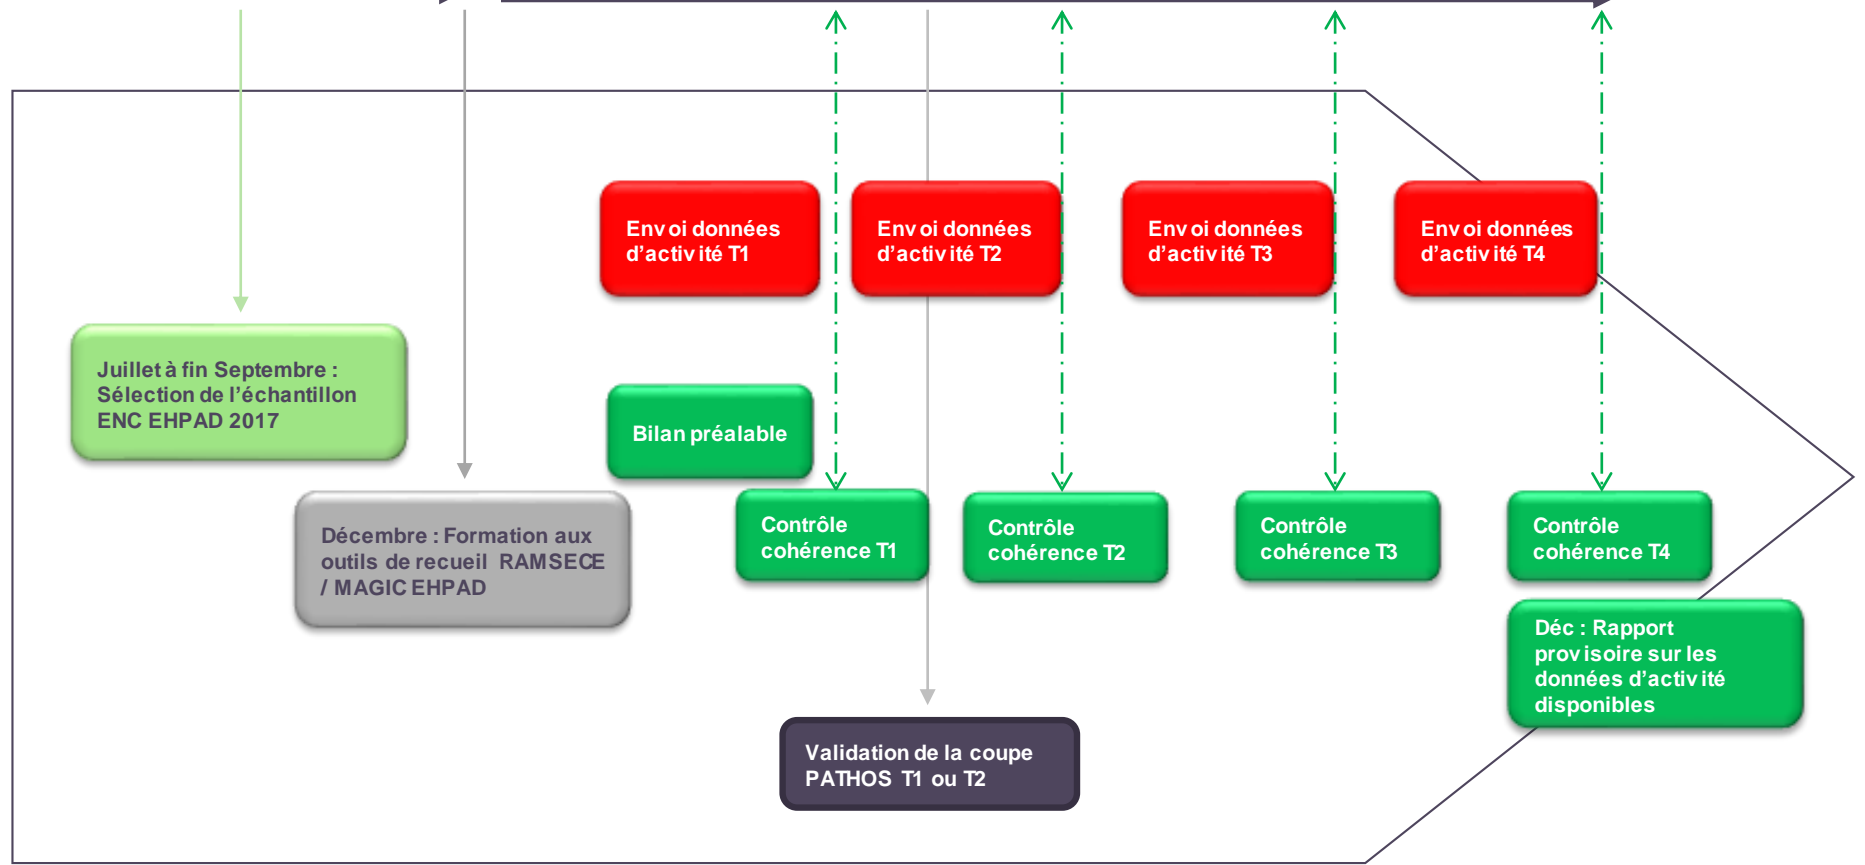 Envoi données
d’activité T1
Envoi données
d’activité T2
Envoi données
d’activité T3
Envoi données
d’activité T4
Juillet à fin Septembre :
Sélection de l’échantillon
ENC EHPAD 2017
Bilan préalable
Décembre : Formation aux
outils de recueil RAMSECE
/ MAGIC EHPAD
Contrôle
cohérence T1
Contrôle
cohérence T2
Contrôle
cohérence T3
Contrôle
cohérence T4
Déc : Rapport
provisoire sur les
données d’activité
disponibles
Validation de la coupe
PATHOS T1 ou T2